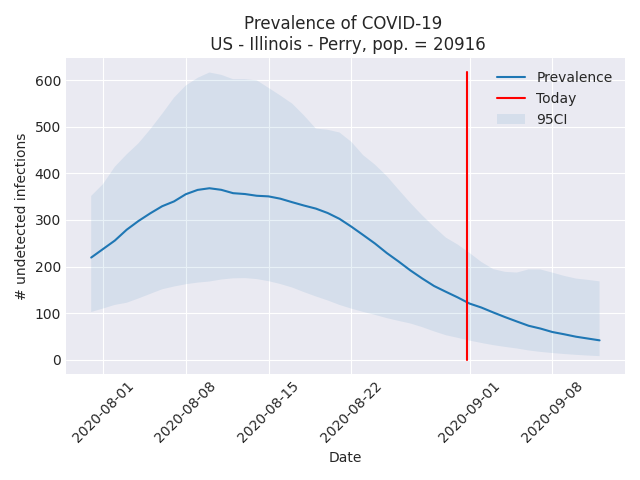 Prevalence of COVID-19
US - Illinois - Perry, pop. = 20916
Prevalence
Today
95CI
600
500
400
300
200
100
0
# undetected infections
2020-08-01
2020-08-08
2020-08-15
2020-08-22
2020-09-01
2020-09-08
Date